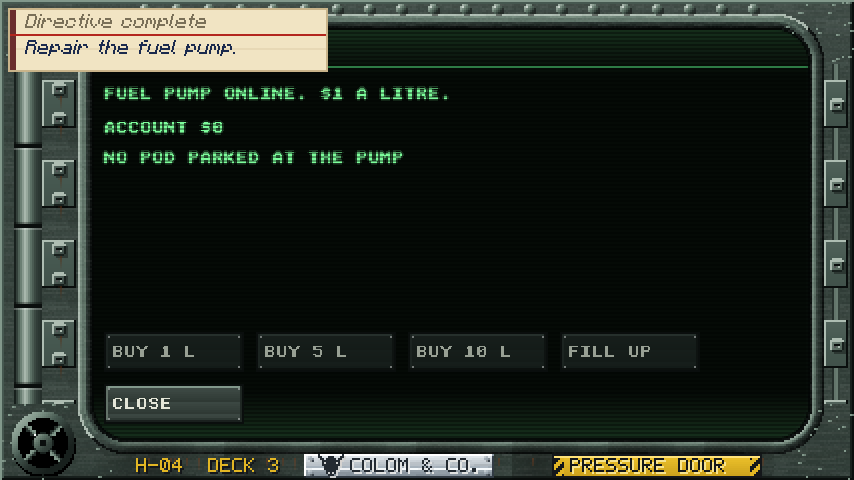 Directive complete
Repair the fuel pump.
FUEL PUMP ONLINE. $1 A LITRE.
ACCOUNT $0
NO POD PARKED AT THE PUMP
BUY 1 L
BUY 5 L
BUY 10 L
FILL UP
CLOSE
H-04 DECK 3
COLOM & CO.
PRESSURE DOOR